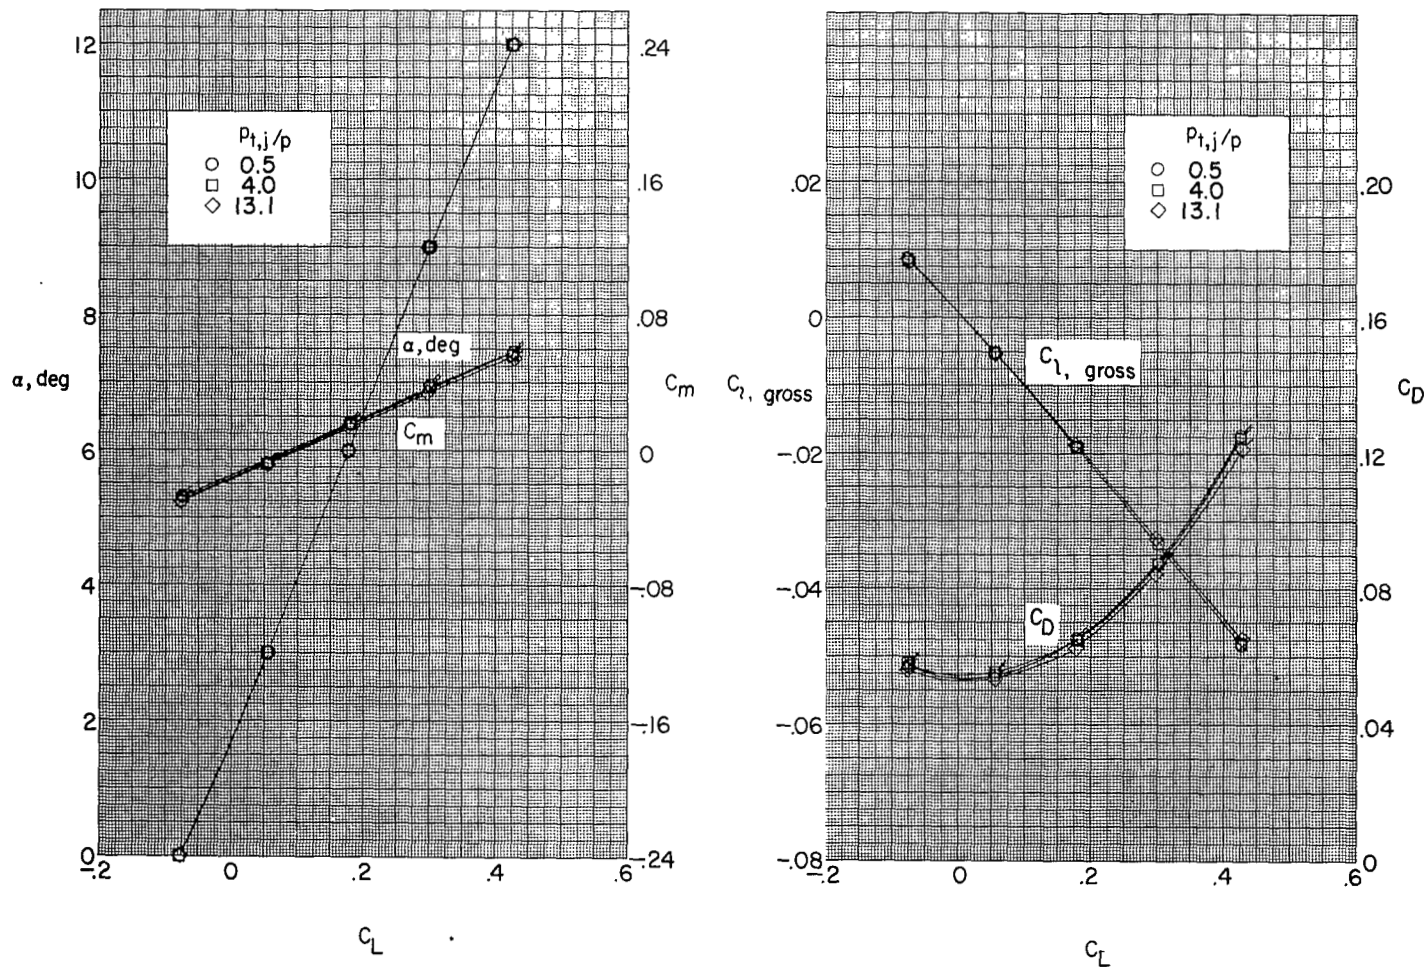 12
10
8
6
4
2
0
α, deg
p_t,j/p
○ 0.5
□ 4.0
◇ 13.1
α, deg
C_m
.24
.16
.08
0
-.08
-.16
-.24
C_m
-.2 0 .2 .4 .6
C_L
.02
0
-.02
-.04
-.06
-.08
C_l, gross
p_t,j/p
○ 0.5
□ 4.0
◇ 13.1
C_l, gross
C_D
.20
.16
.12
.08
.04
0
C_D
-.2 0 .2 .4 .6
C_L